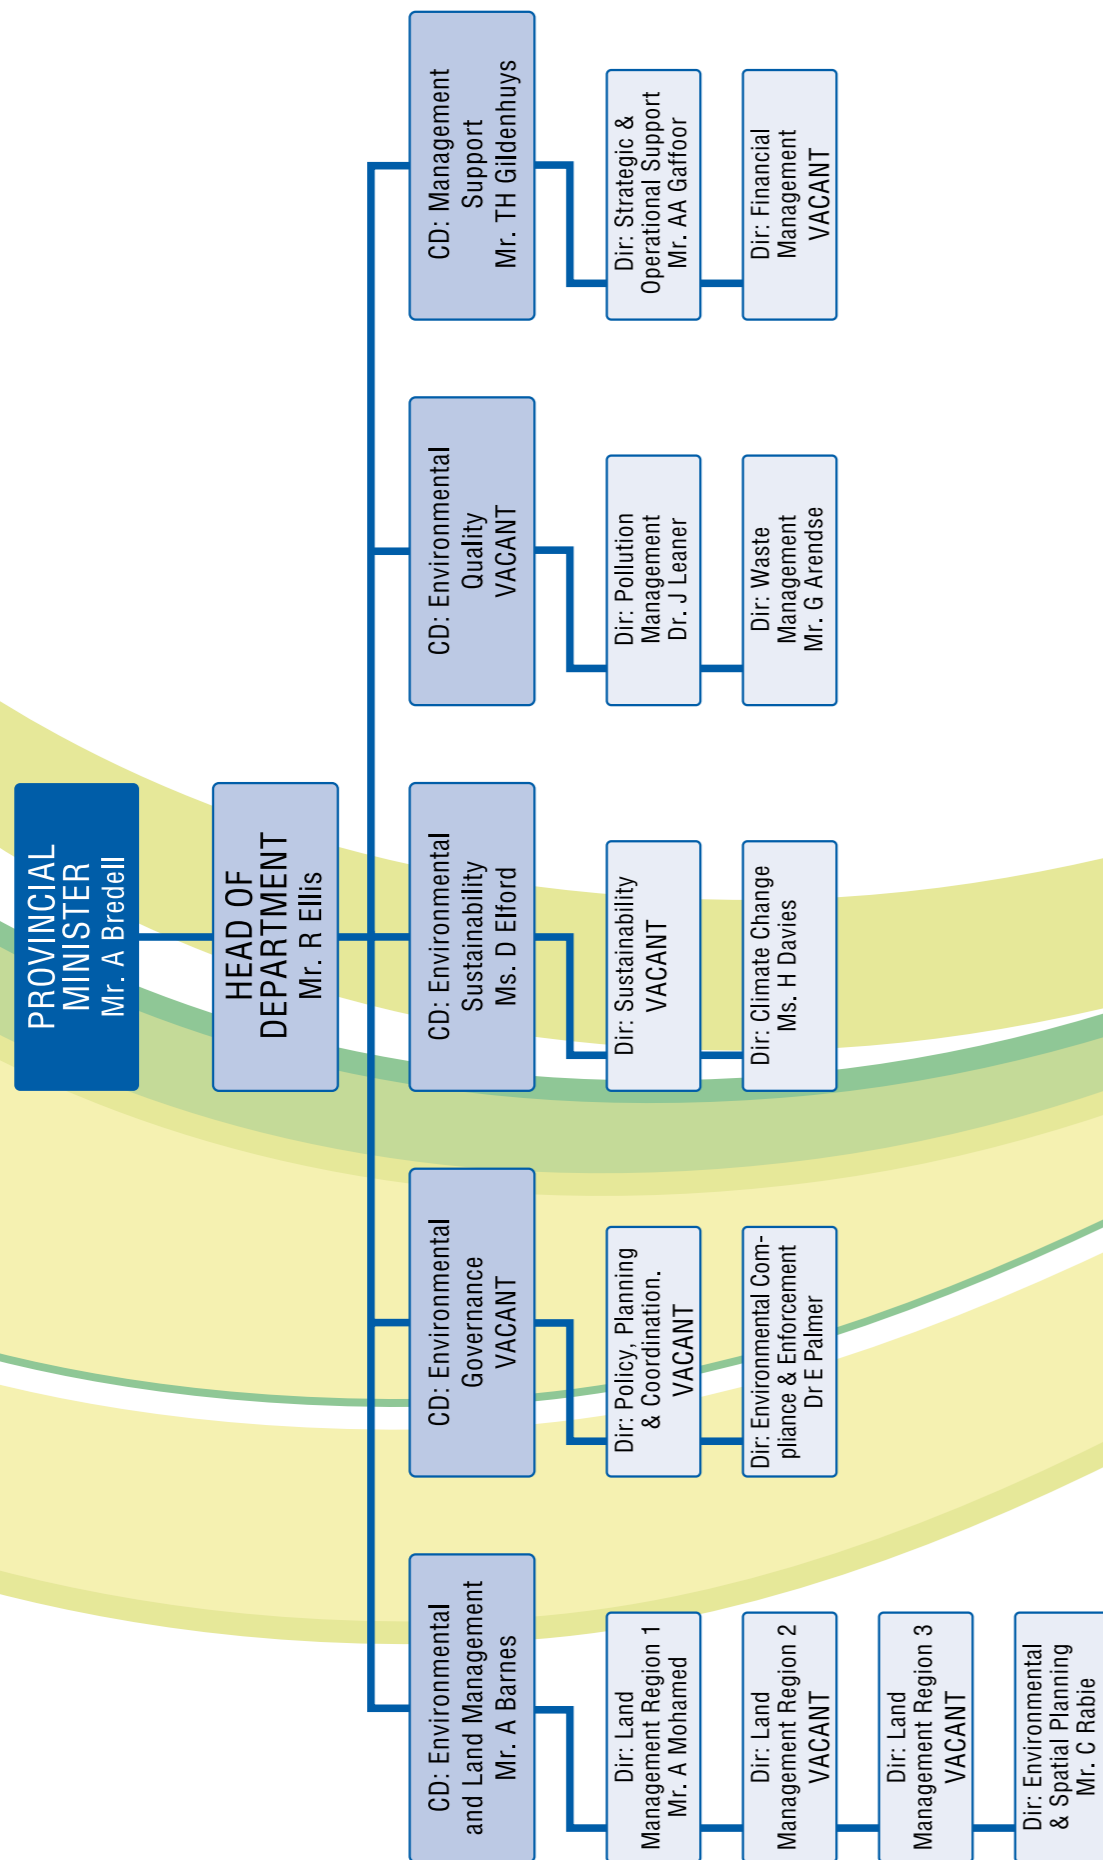 PROVINCIAL
MINISTER
Mr. A Bredell
HEAD OF
DEPARTMENT
Mr. R Ellis
CD: Environmental
and Land Management
Mr. A Barnes
Dir: Land
Management Region 1
Mr. A Mohamed
Dir: Land
Management Region 2
VACANT
Dir: Land
Management Region 3
VACANT
Dir: Environmental
& Spatial Planning
Mr. C Rabie
CD: Environmental
Governance
VACANT
Dir: Policy, Planning
& Coordination.
VACANT
Dir: Environmental Com-
pliance & Enforcement
Dr E Palmer
CD: Environmental
Sustainability
Ms. D Elford
Dir: Sustainability
VACANT
Dir: Climate Change
Ms. H Davies
CD: Environmental
Quality
VACANT
Dir: Pollution
Management
Dr. J Leaner
Dir: Waste
Management
Mr. G Arendse
CD: Management
Support
Mr. TH Gildenhuys
Dir: Strategic &
Operational Support
Mr. AA Gaffoor
Dir: Financial
Management
VACANT